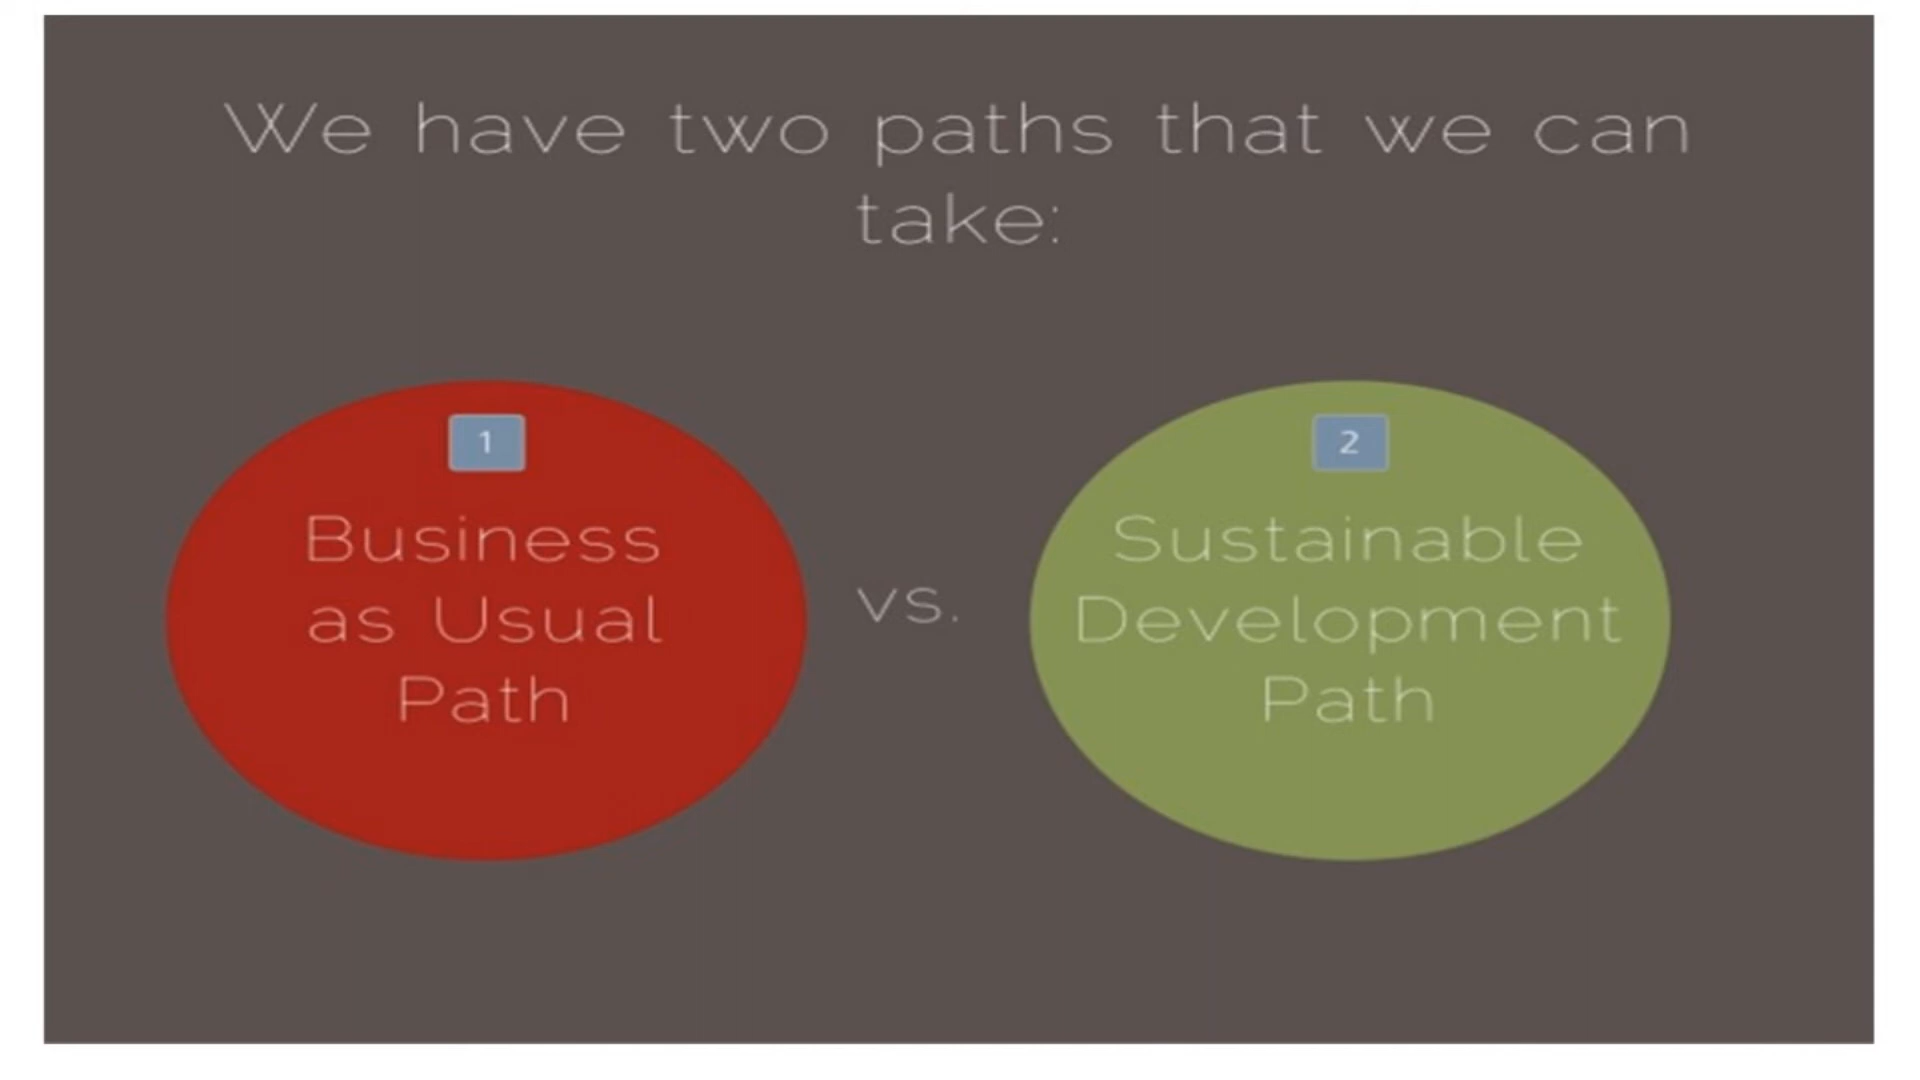 We have two paths that we can
take:
1
Business
as Usual
Path
vs.
2
Sustainable
Development
Path